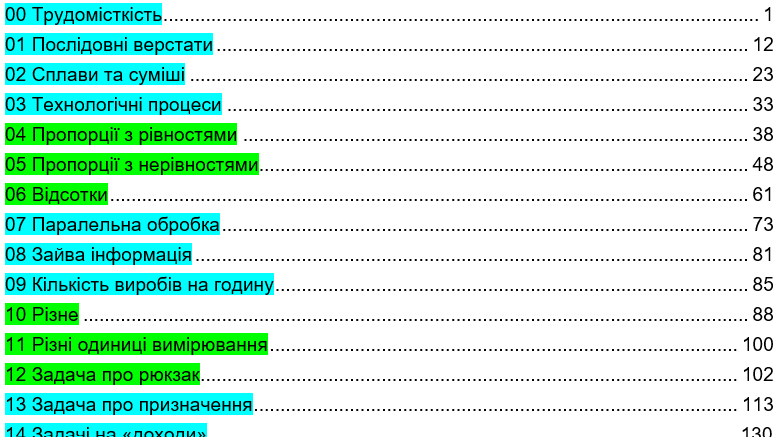 00 Трудомісткість 1
01 Послідовні верстати 12
02 Сплави та суміші 23
03 Технологічні процеси 33
04 Пропорції з рівностями 38
05 Пропорції з нерівностями 48
06 Відсотки 61
07 Паралельна обробка 73
08 Зайва інформація 81
09 Кількість виробів на годину 85
10 Різне 88
11 Різні одиниці вимірювання 100
12 Задача про рюкзак 102
13 Задача про призначення 113
14 Задачі на «доходи» 130